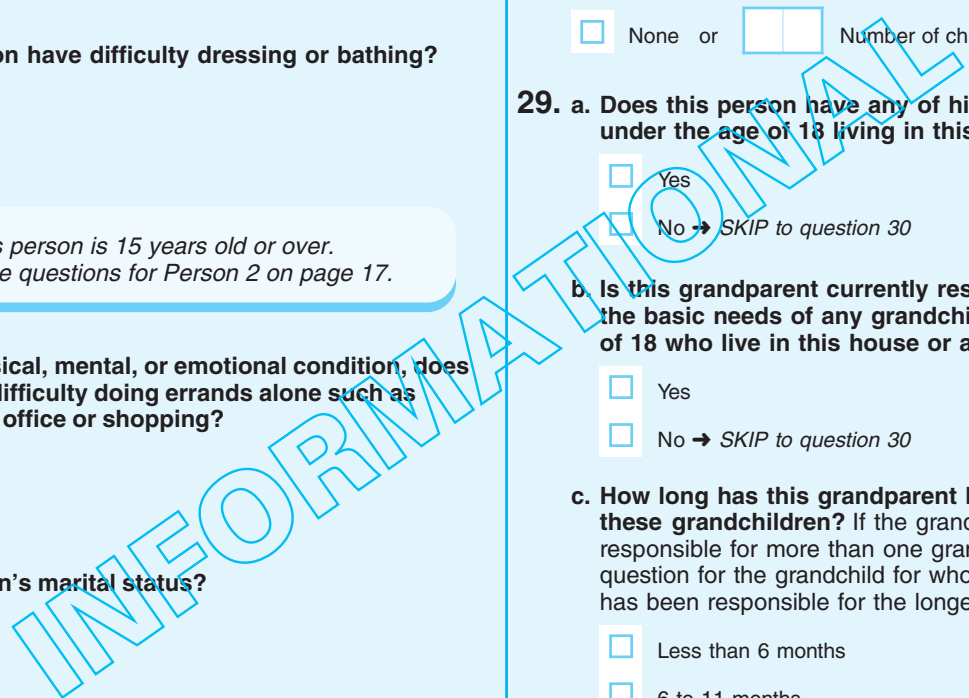 on have difficulty dressing or bathing?
s person is 15 years old or over.
e questions for Person 2 on page 17.
sical, mental, or emotional condition, does
difficulty doing errands alone such as
office or shopping?
n's marital status?
None or Number of ch
29. a. Does this person have any of hi
under the age of 18 living in this
Yes
No ➔ SKIP to question 30
b. Is this grandparent currently res
the basic needs of any grandchi
of 18 who live in this house or a
Yes
No ➔ SKIP to question 30
c. How long has this grandparent
these grandchildren? If the grand
responsible for more than one gran
question for the grandchild for who
has been responsible for the longe
Less than 6 months
6 to 11 months
INFORMATIONAL